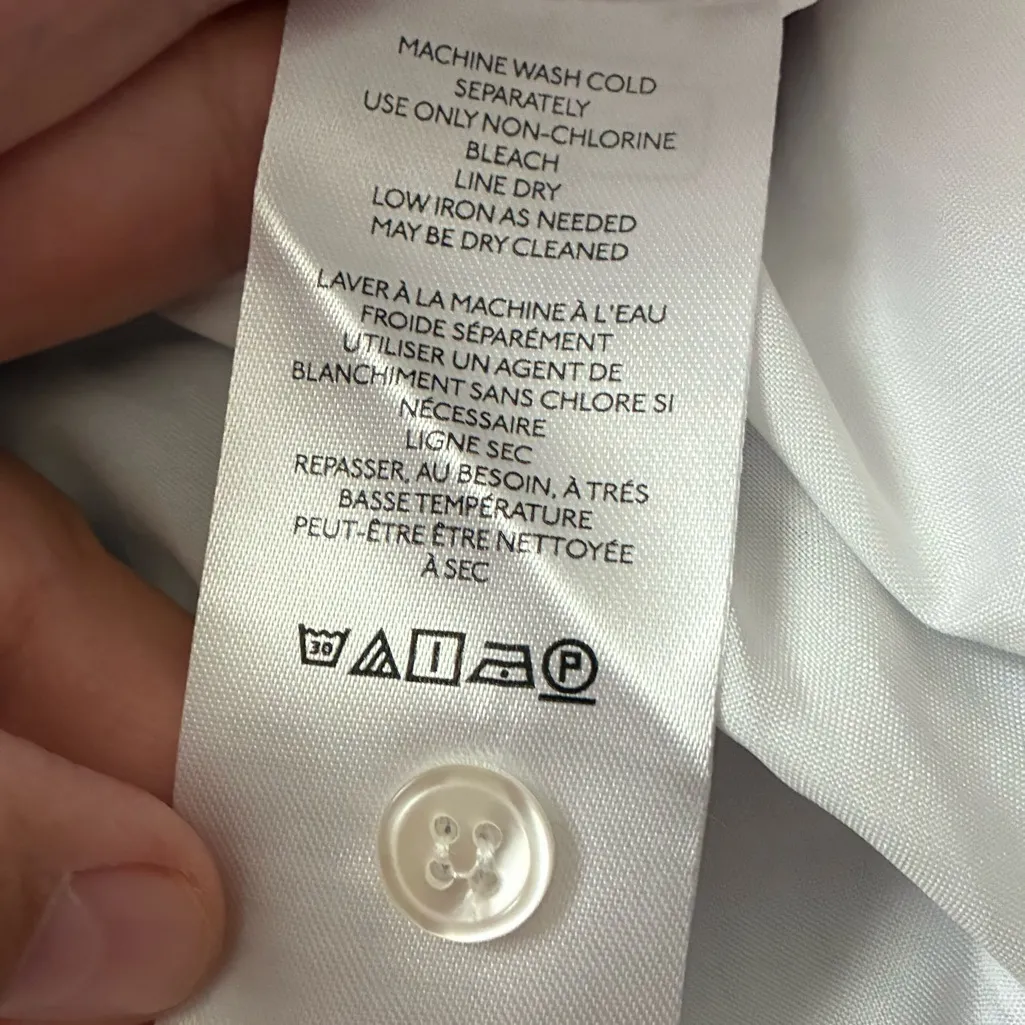 MACHINE WASH COLD
SEPARATELY
USE ONLY NON-CHLORINE
BLEACH
LINE DRY
LOW IRON AS NEEDED
MAY BE DRY CLEANED
LAVER À LA MACHINE À L'EAU
FROIDE SÉPARÉMENT
UTILISER UN AGENT DE
BLANCHIMENT SANS CHLORE SI
NÉCESSAIRE
LIGNE SEC
REPASSER, AU BESOIN, À TRÉS
BASSE TEMPÉRATURE
PEUT-ÊTRE ÊTRE NETTOYÉE
À SEC
30 P